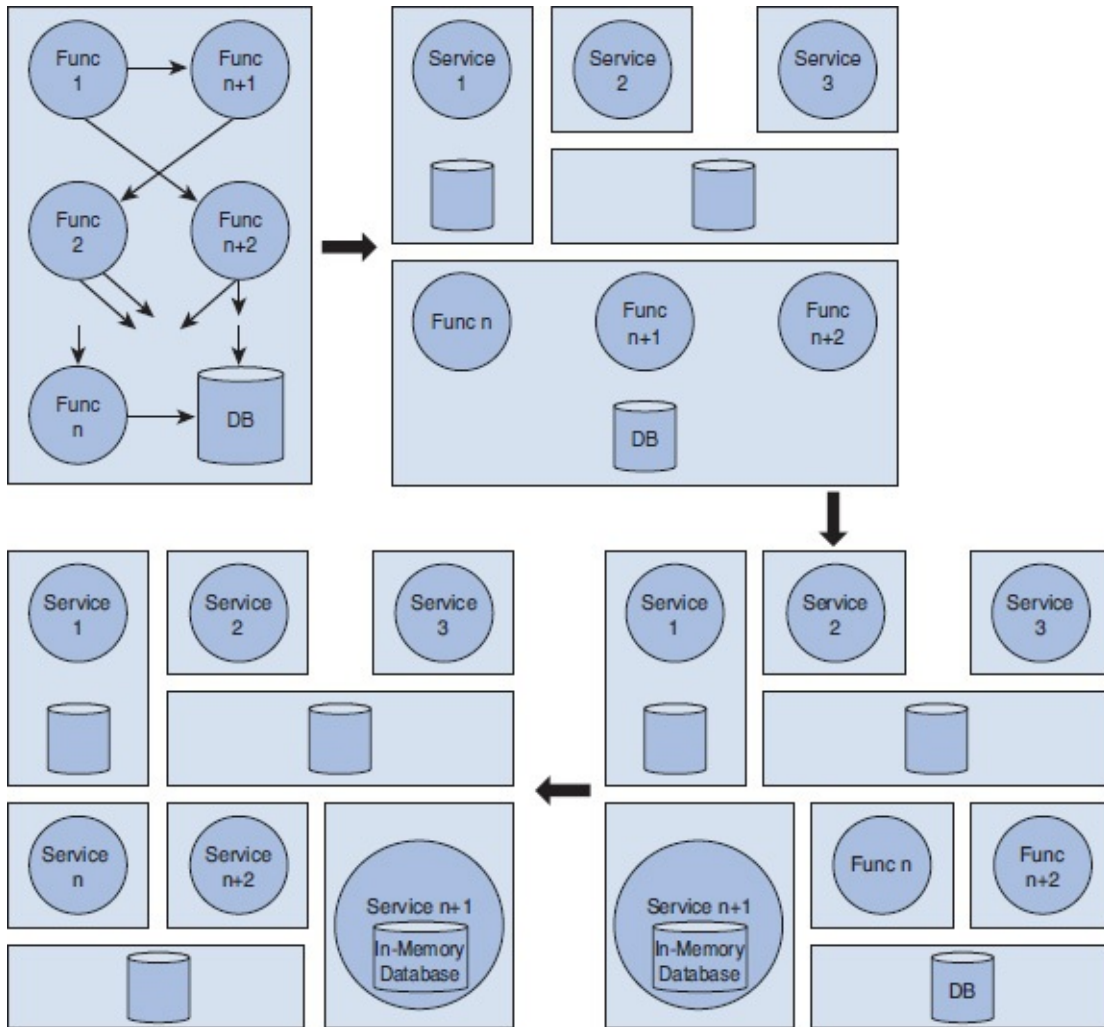 Func
1
Func
n+1
Func
2
Func
n+2
Func
n
DB
Service
1
Service
2
Service
3
Func n
Func
n+1
Func
n+2
DB
Service
1
Service
2
Service
3
Service
n
Service
n+2
Service n+1
In-Memory
Database
Service
1
Service
2
Service
3
Service n+1
In-Memory
Database
Func n
Func
n+2
DB